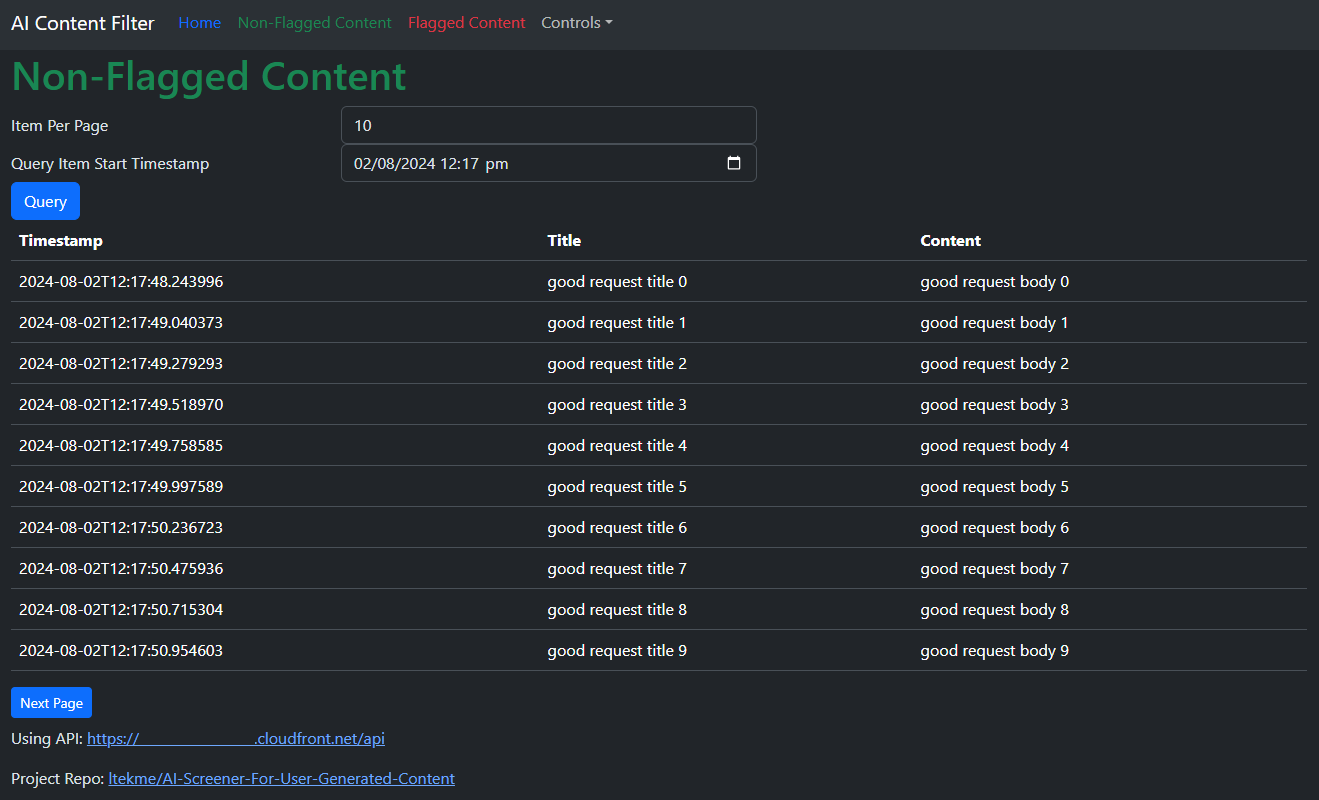 AI Content Filter Home Non-Flagged Content Flagged Content Controls
Non-Flagged Content
Item Per Page 10
Query Item Start Timestamp 02/08/2024 12:17 pm
Query
Timestamp Title Content
2024-08-02T12:17:48.243996 good request title 0 good request body 0
2024-08-02T12:17:49.040373 good request title 1 good request body 1
2024-08-02T12:17:49.279293 good request title 2 good request body 2
2024-08-02T12:17:49.518970 good request title 3 good request body 3
2024-08-02T12:17:49.758585 good request title 4 good request body 4
2024-08-02T12:17:49.997589 good request title 5 good request body 5
2024-08-02T12:17:50.236723 good request title 6 good request body 6
2024-08-02T12:17:50.475936 good request title 7 good request body 7
2024-08-02T12:17:50.715304 good request title 8 good request body 8
2024-08-02T12:17:50.954603 good request title 9 good request body 9
Next Page
Using API: https:// .cloudfront.net/api
Project Repo: ltekme/AI-Screener-For-User-Generated-Content